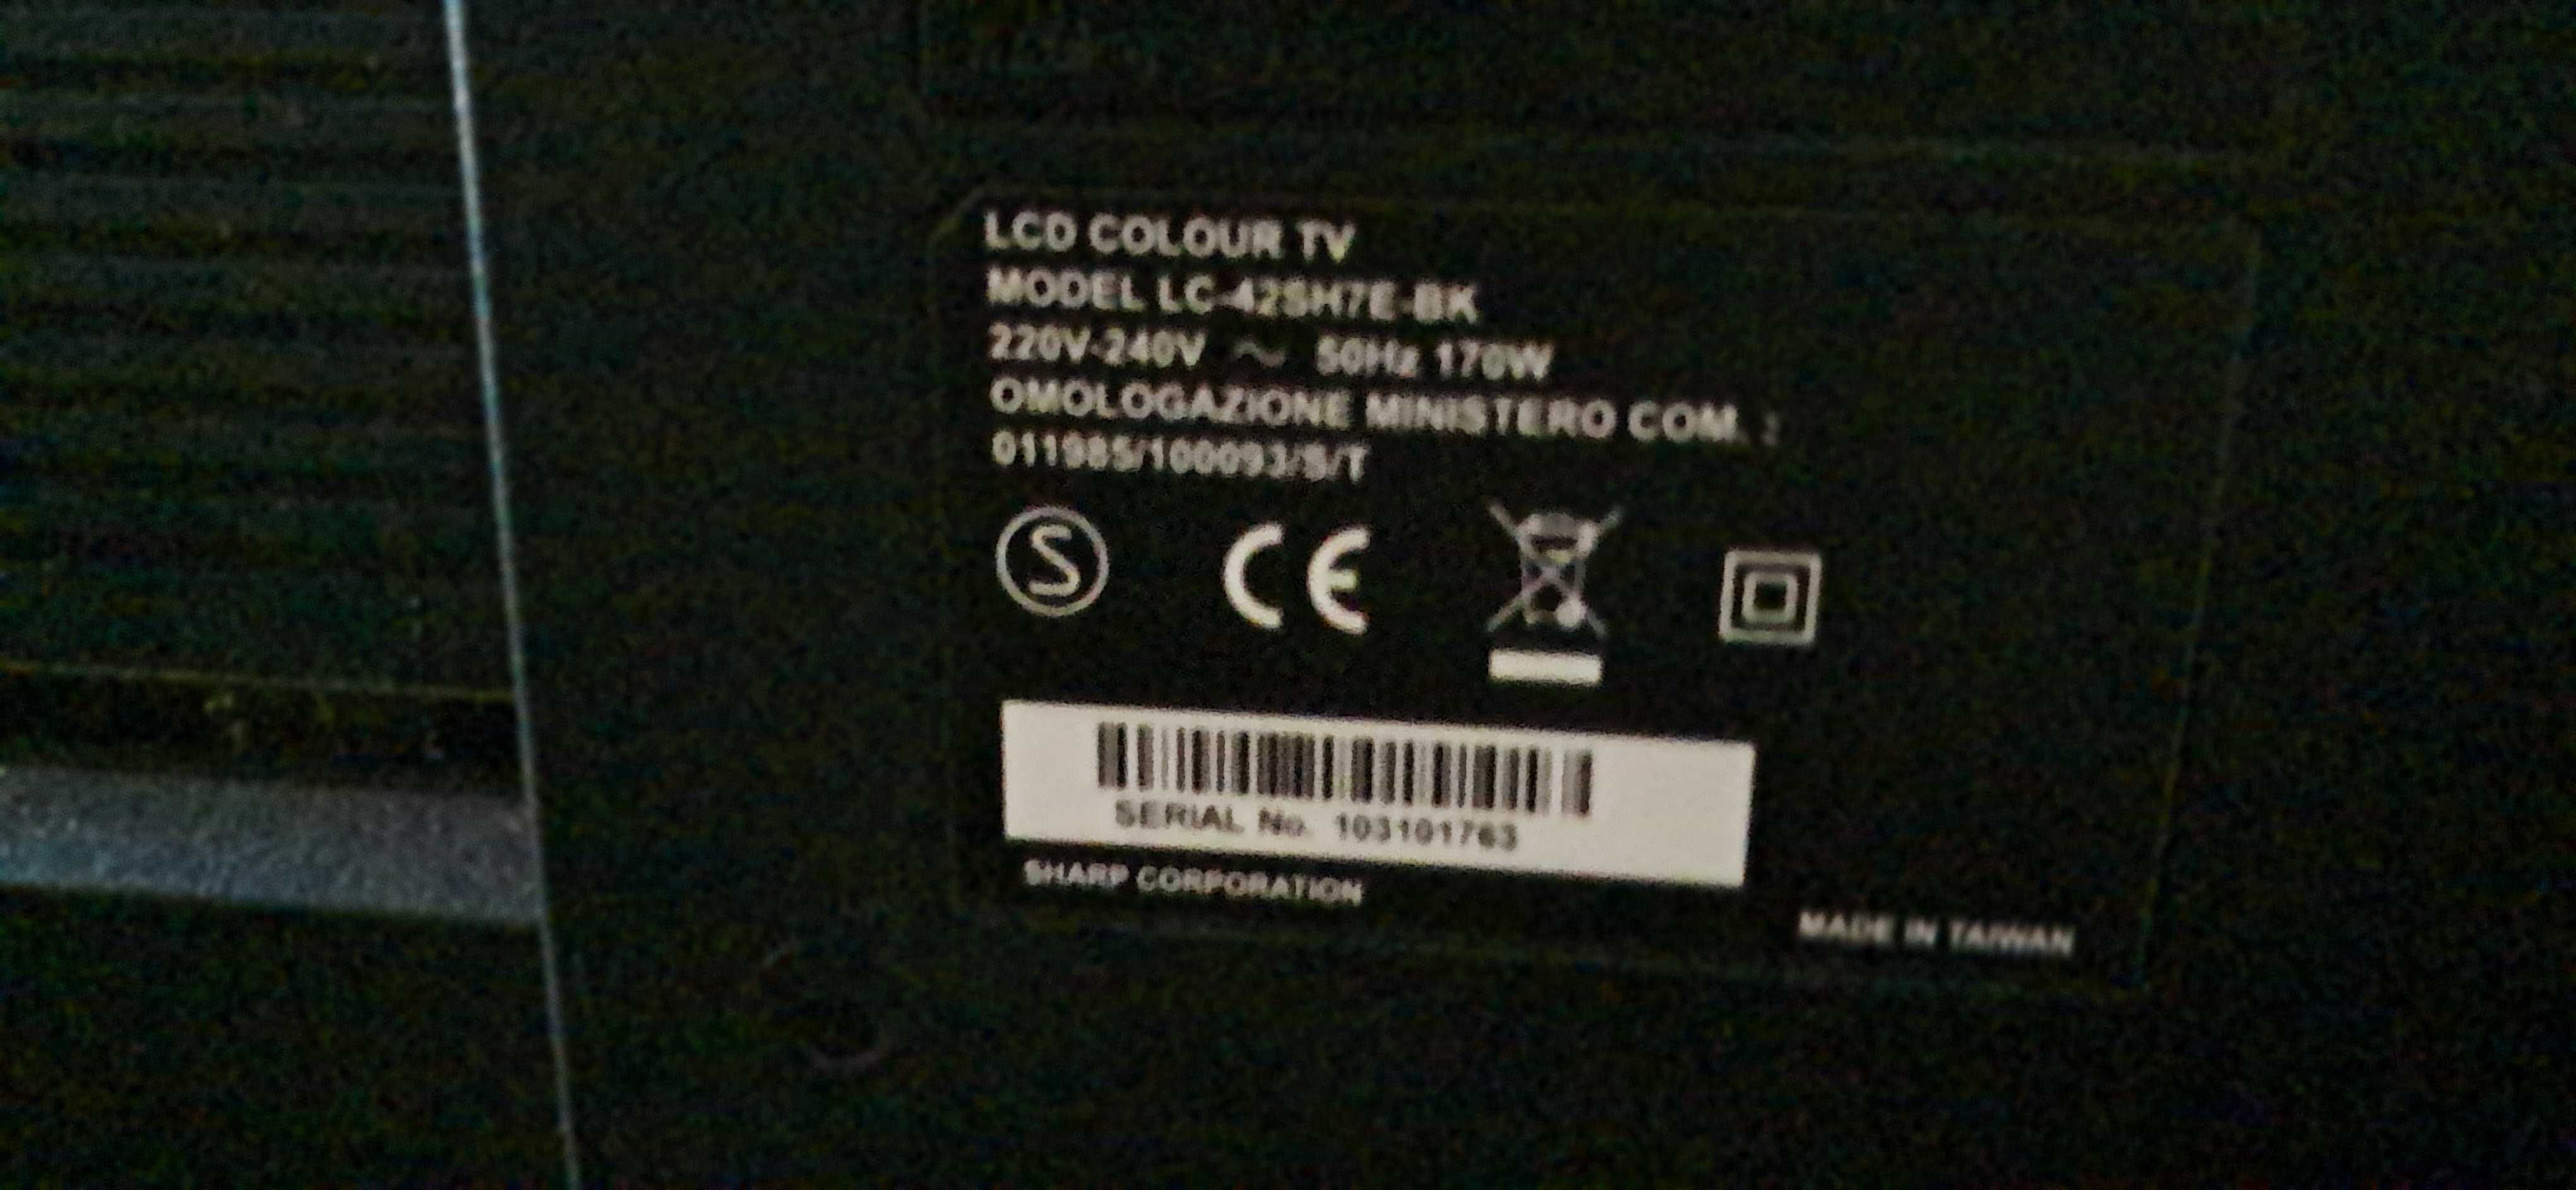 LCD COLOUR TV
MODEL LC-42SH7E-BK
220V-240V ~ 50Hz 170W
OMOLOGAZIONE MINISTERO COM. :
011985/100093/S/T
S CE
SERIAL No. 103101763
SHARP CORPORATION
MADE IN TAIWAN